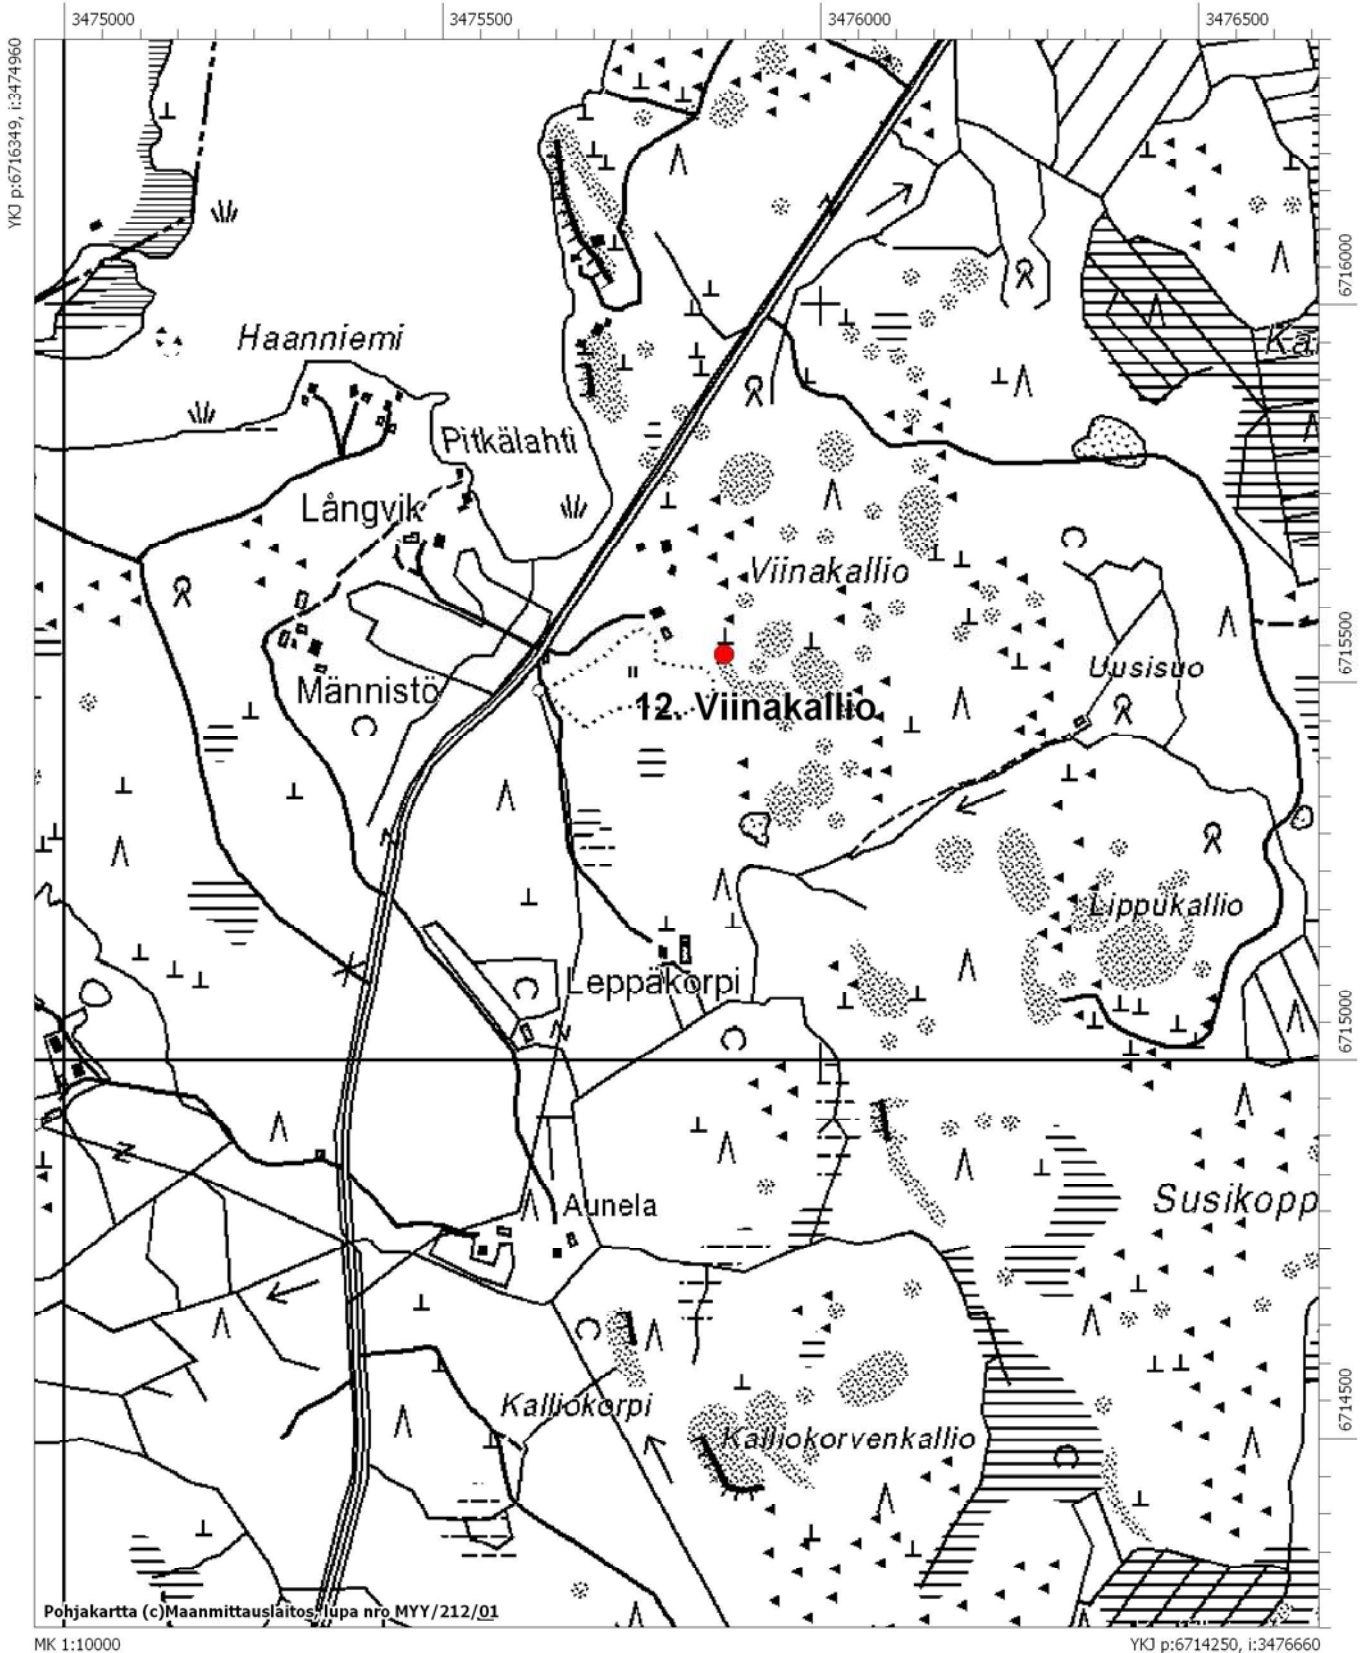 3475000
3475500
3476000
3476500
YKJ p:6716349, i:3474960
6716000
Haanniemi
Ka
Pitkälahti
Långvik
Viinakallio
6715500
Uusisuo
Männistö
12. Viinakallio
Lippukallio
Leppäkorpi
6715000
Susikopp
Aunela
Kalliokorpi
6714500
Kalliokorvenkallio
Pohjakartta (c)Maanmittauslaitos, lupa nro MYY/212/01
MK 1:10000
YKJ p:6714250, i:3476660